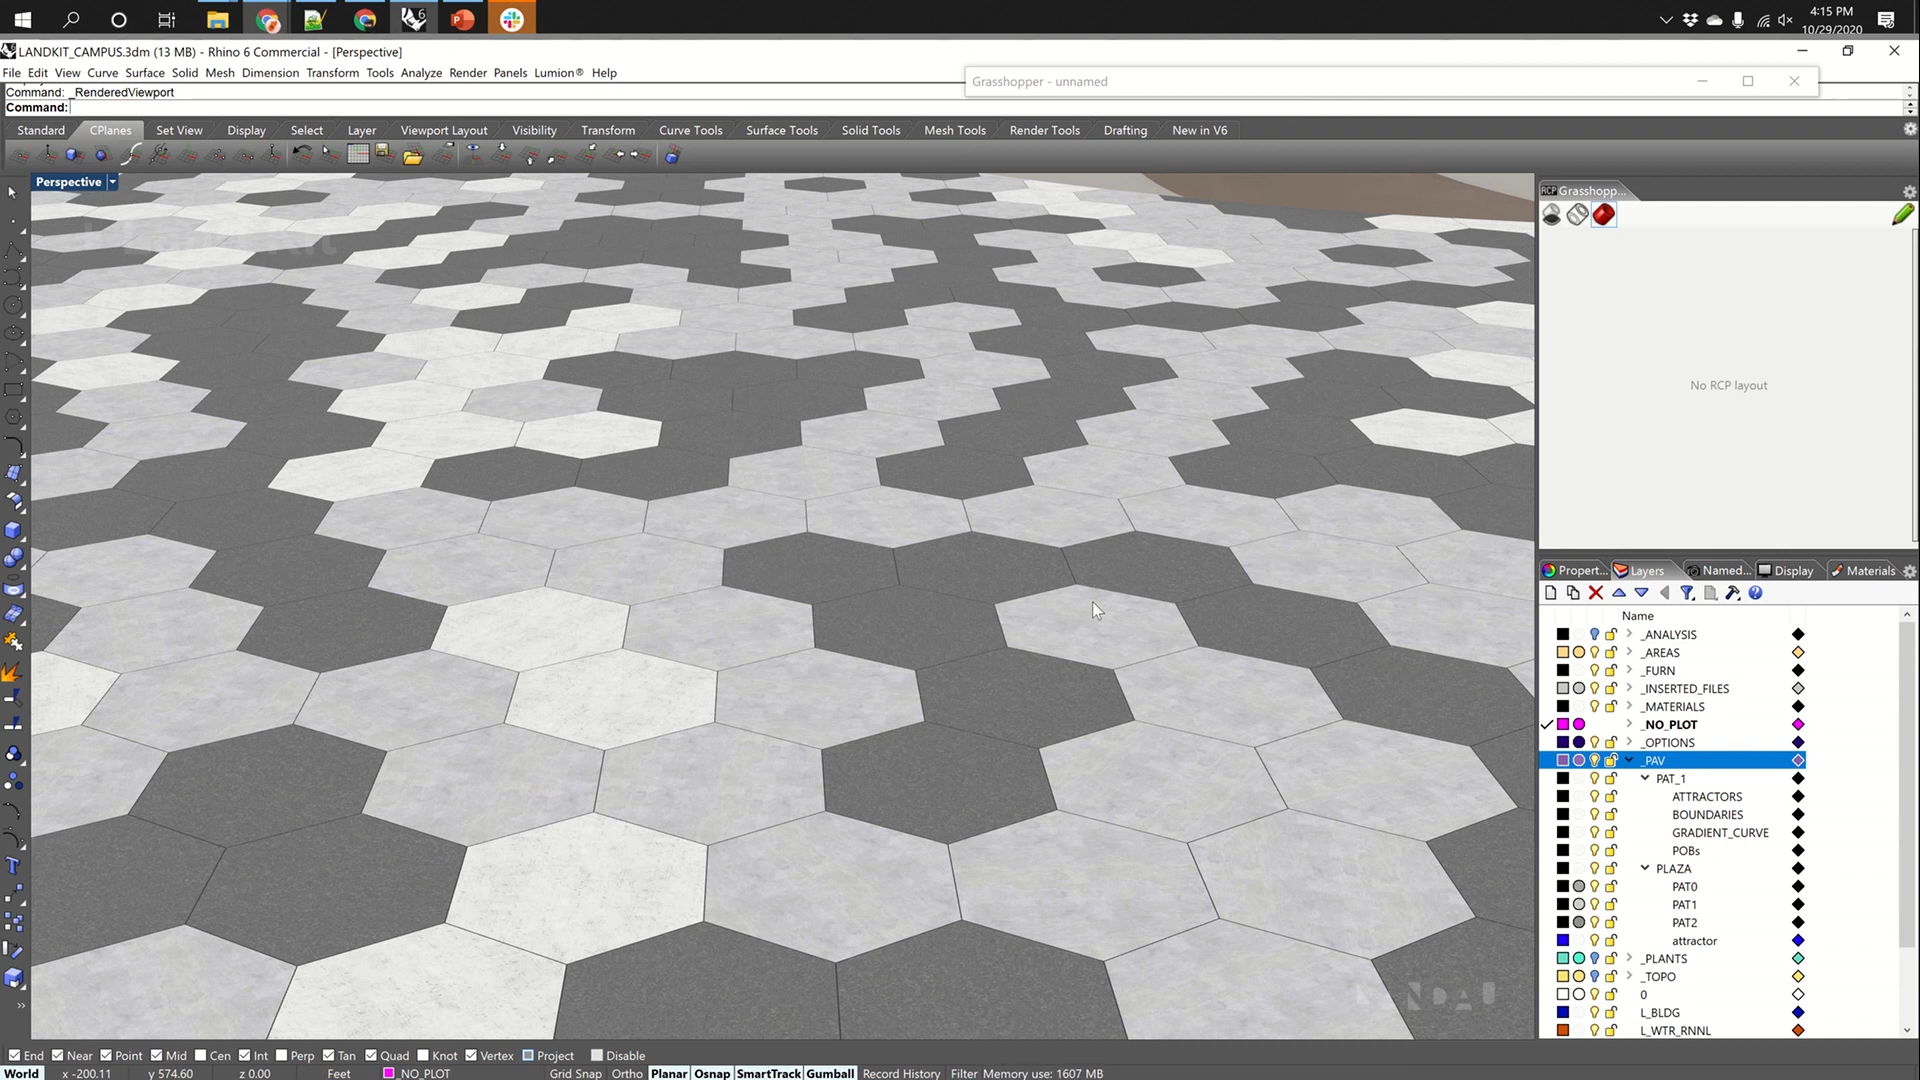 4:15 PM
10/29/2020
LANDKIT_CAMPUS.3dm (13 MB) - Rhino 6 Commercial - [Perspective]
File Edit View Curve Surface Solid Mesh Dimension Transform Tools Analyze Render Panels Lumion® Help
Grasshopper - unnamed
Command: _RenderedViewport
Command:
Standard CPlanes Set View Display Select Layer Viewport Layout Visibility Transform Curve Tools Surface Tools Solid Tools Mesh Tools Render Tools Drafting New in V6
Perspective
RCP Grasshopp...
No RCP layout
Propert... Layers Named... Display Materials
Name
_ANALYSIS
_AREAS
_FURN
_INSERTED_FILES
_MATERIALS
_NO_PLOT
_OPTIONS
_PAV
PAT_1
ATTRACTORS
BOUNDARIES
GRADIENT_CURVE
POBs
PLAZA
PAT0
PAT1
PAT2
attractor
_PLANTS
_TOPO
0
L_BLDG
L_WTR_RNNL
End Near Point Mid Cen Int Perp Tan Quad Knot Vertex Project Disable
World x -200.11 y 574.60 z 0.00 Feet _NO_PLOT Grid Snap Ortho Planar Osnap SmartTrack Gumball Record History Filter Memory use: 1607 MB